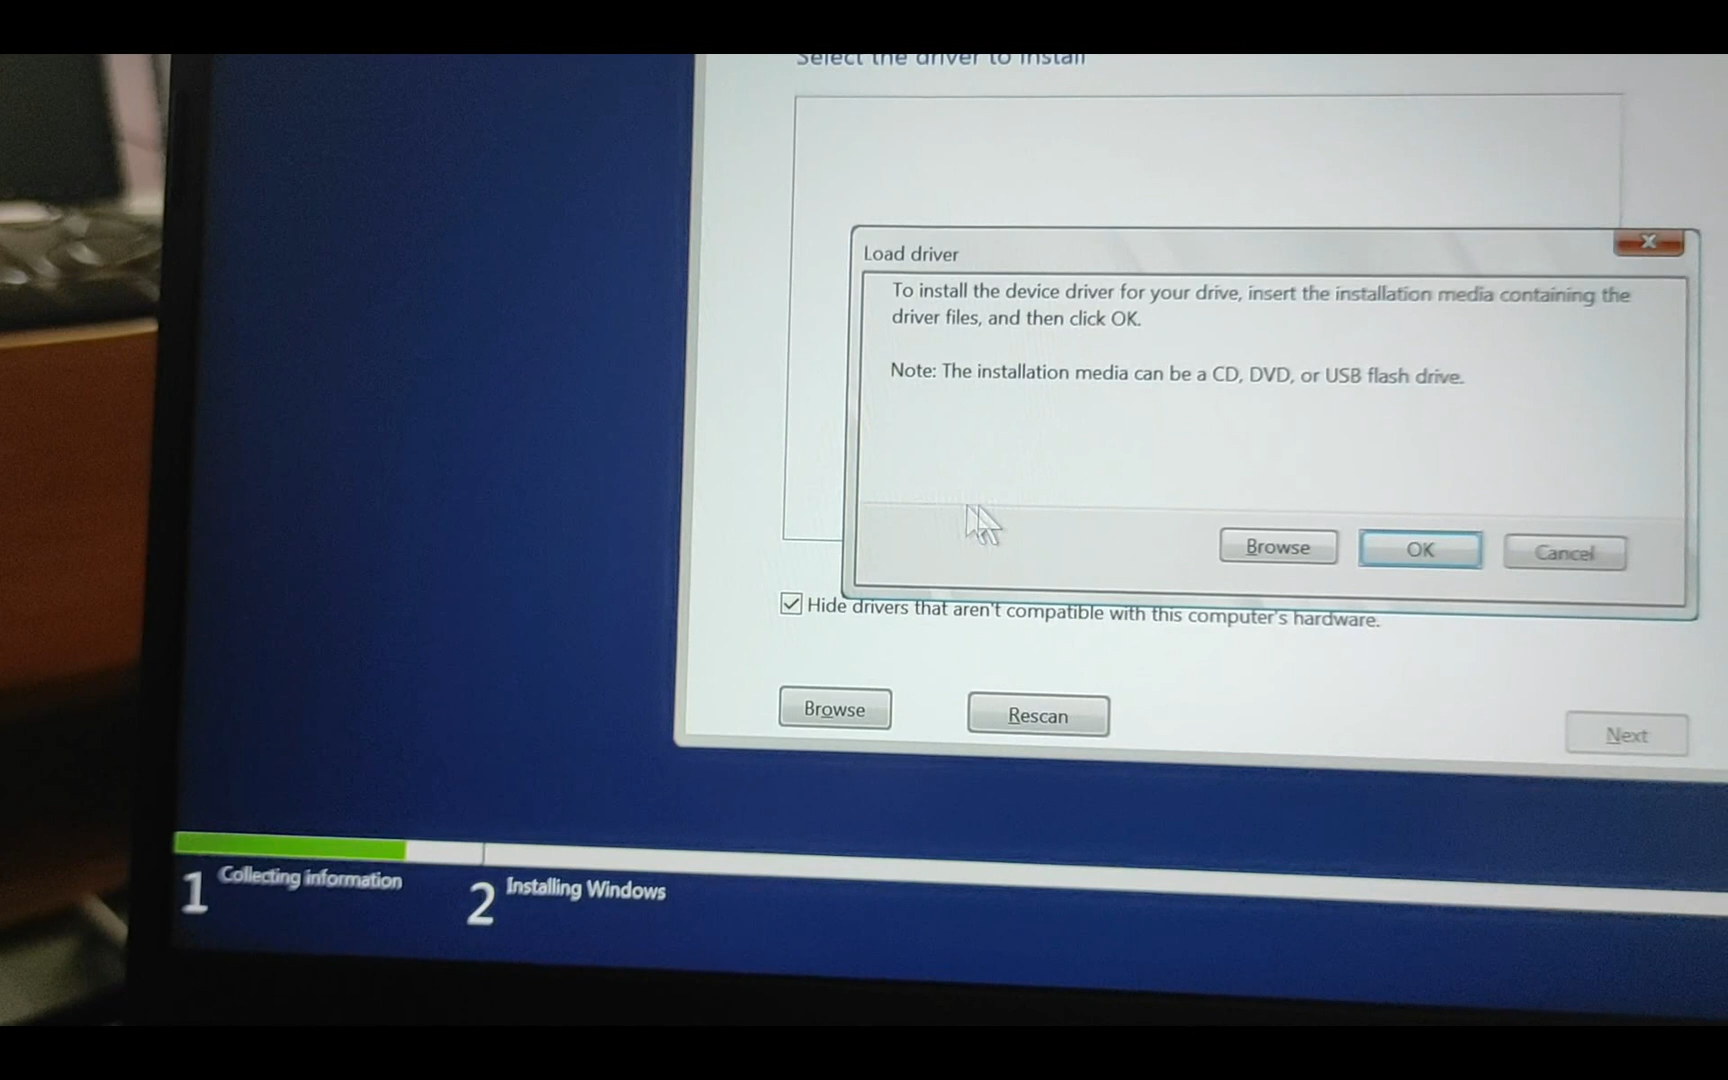 Select the driver to install
Load driver
To install the device driver for your drive, insert the installation media containing the
driver files, and then click OK.
Note: The installation media can be a CD, DVD, or USB flash drive.
Browse
OK
Cancel
Hide drivers that aren't compatible with this computer's hardware.
Browse
Rescan
Next
1 Collecting information
2 Installing Windows